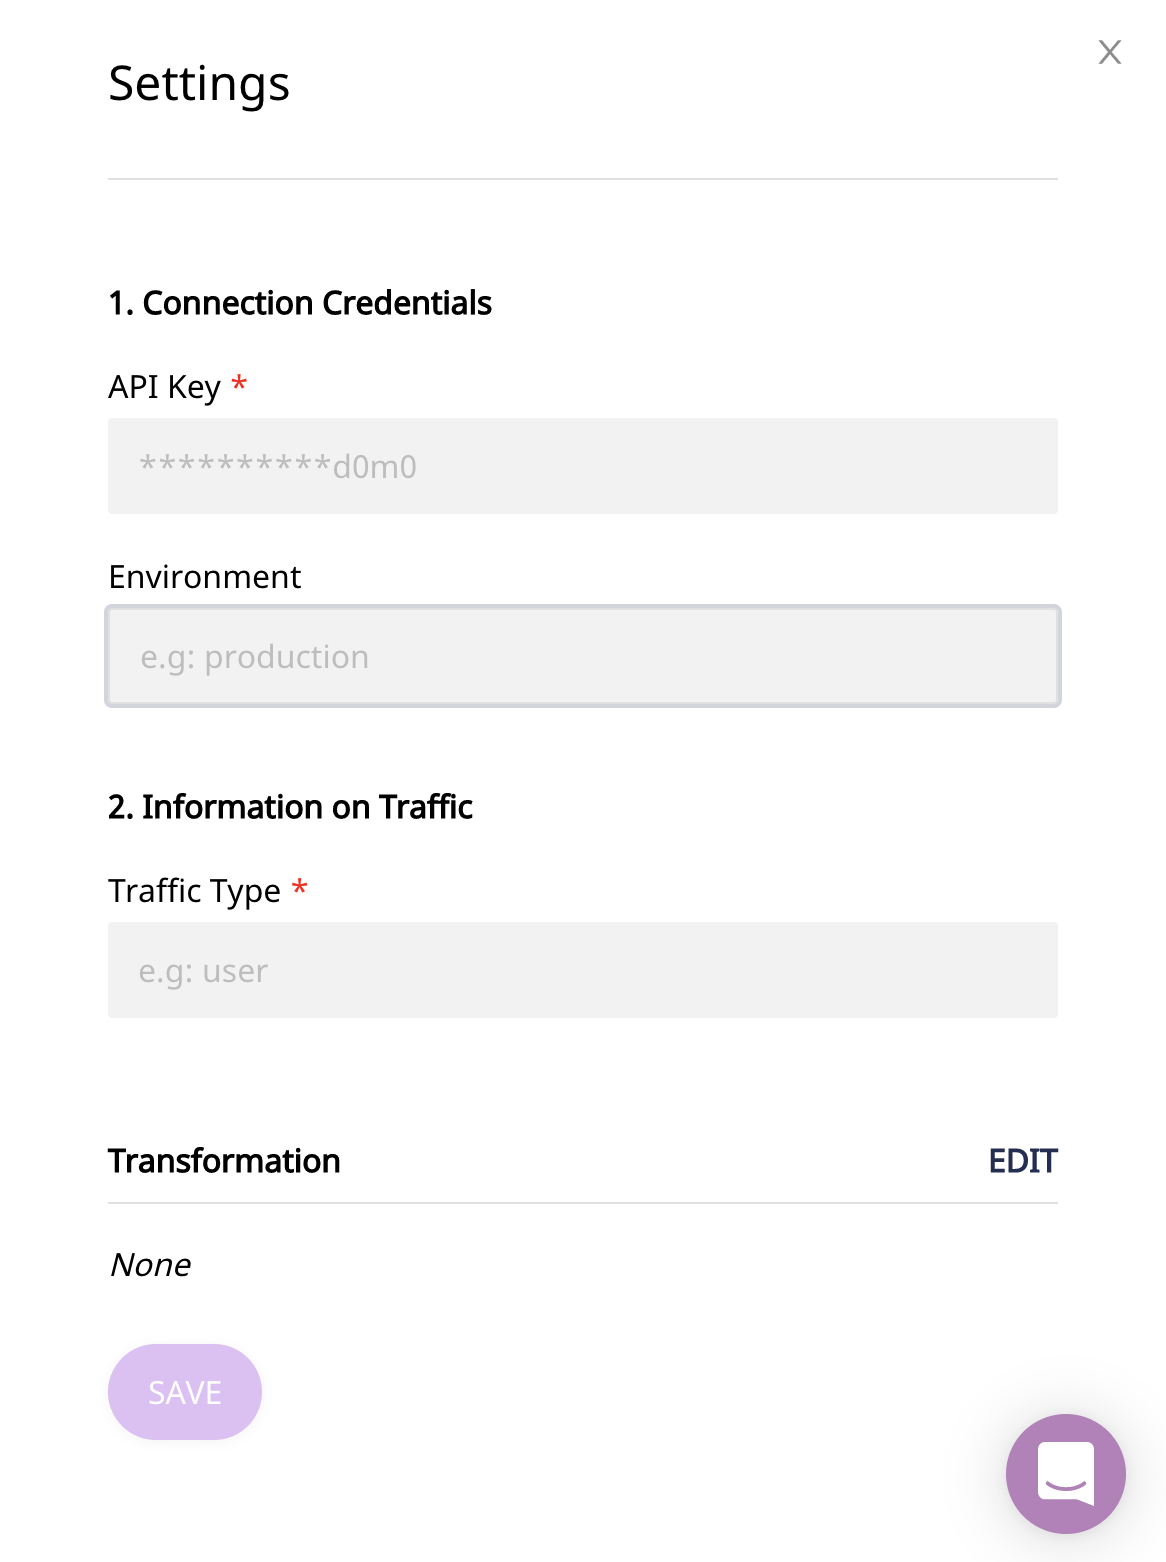 X
Settings
1. Connection Credentials
API Key *
**********d0m0
Environment
e.g: production
2. Information on Traffic
Traffic Type *
e.g: user
Transformation EDIT
None
SAVE